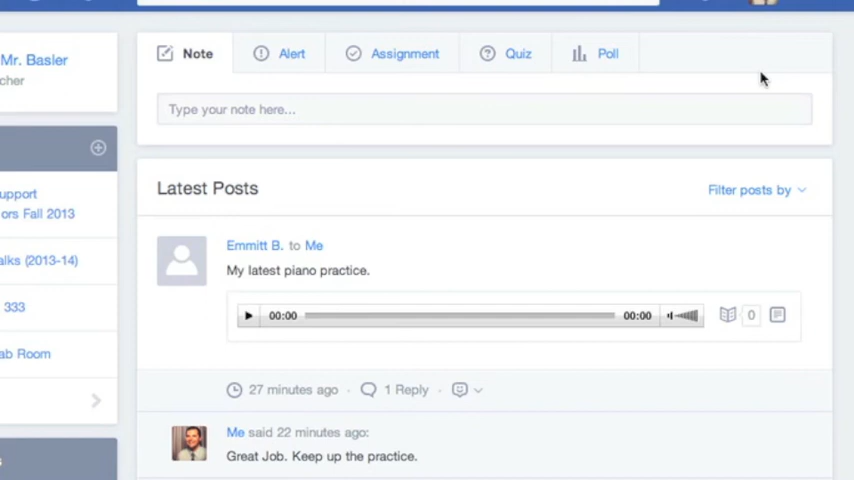 Mr. Basler
cher
Note
Alert
Assignment
Quiz
Poll
Type your note here...
Latest Posts
Filter posts by
upport
ors Fall 2013
alks (2013-14)
333
ab Room
s
Emmitt B. to Me
My latest piano practice.
00:00
00:00
0
27 minutes ago · 1 Reply ·
Me said 22 minutes ago:
Great Job. Keep up the practice.